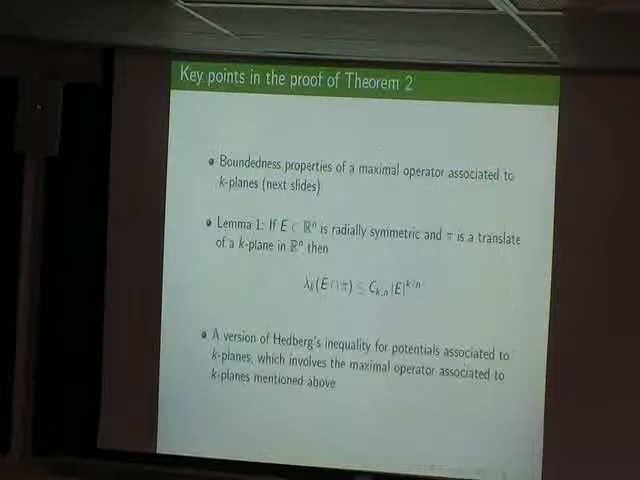 Key points in the proof of Theorem 2
• Boundedness properties of a maximal operator associated to
k-planes (next slides)
• Lemma 1: If E ⊂ ℝⁿ is radially symmetric and π is a translate
of a k-plane in ℝⁿ then
λₖ(E ∩ π) ≤ Cₖ,ₙ|E|^{k/n}
• A version of Hedberg's inequality for potentials associated to
k-planes, which involves the maximal operator associated to
k-planes mentioned above